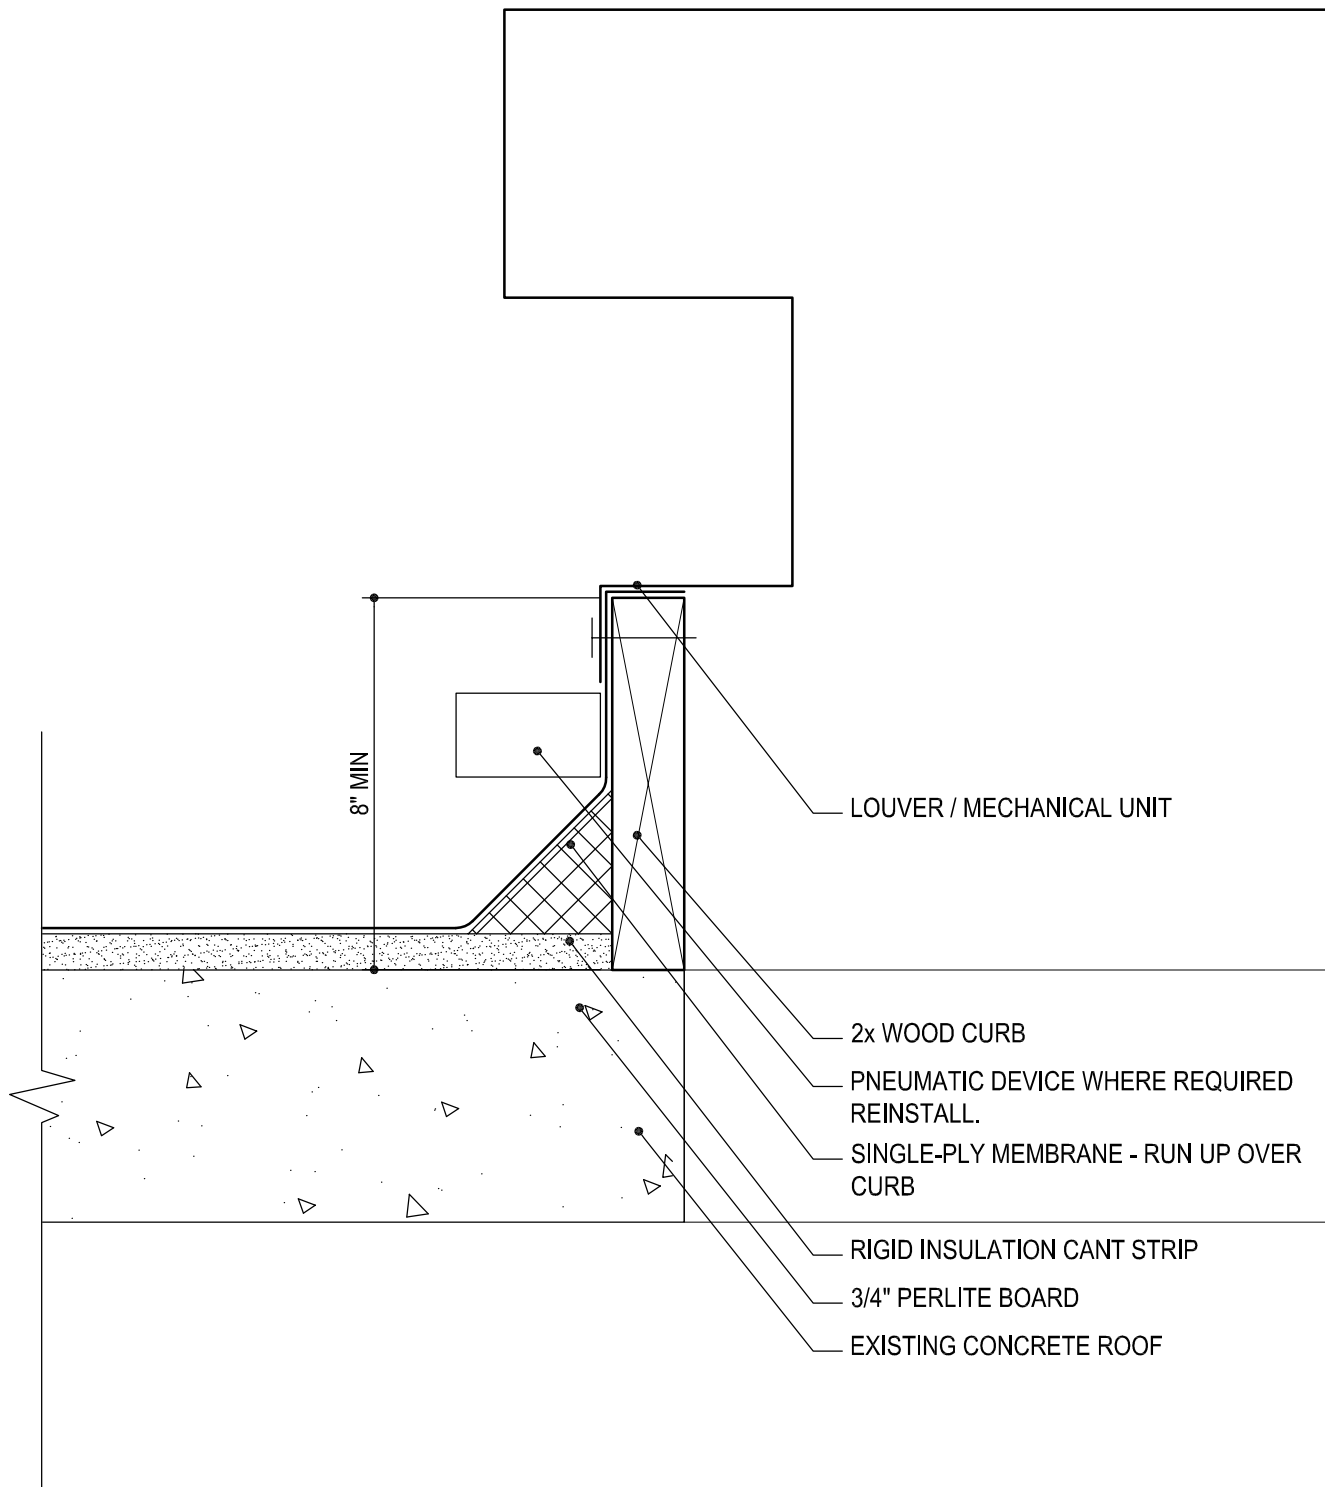 8" MIN
LOUVER / MECHANICAL UNIT
2x WOOD CURB
PNEUMATIC DEVICE WHERE REQUIRED
REINSTALL.
SINGLE-PLY MEMBRANE - RUN UP OVER
CURB
RIGID INSULATION CANT STRIP
3/4" PERLITE BOARD
EXISTING CONCRETE ROOF